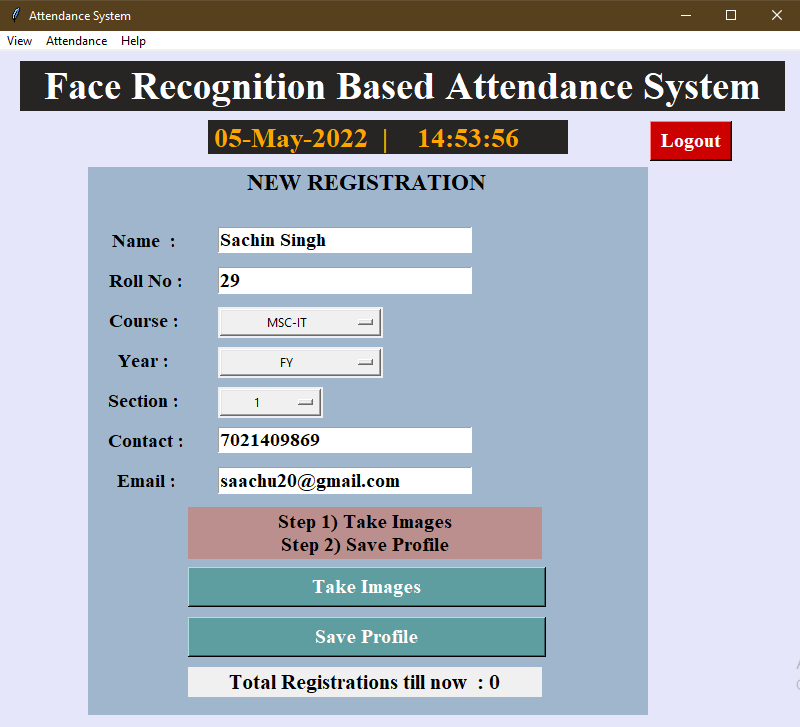 Attendance System
View Attendance Help
Face Recognition Based Attendance System
05-May-2022 | 14:53:56
Logout
NEW REGISTRATION
Name : Sachin Singh
Roll No : 29
Course : MSC-IT
Year : FY
Section : 1
Contact : 7021409869
Email : saachu20@gmail.com
Step 1) Take Images
Step 2) Save Profile
Take Images
Save Profile
Total Registrations till now : 0